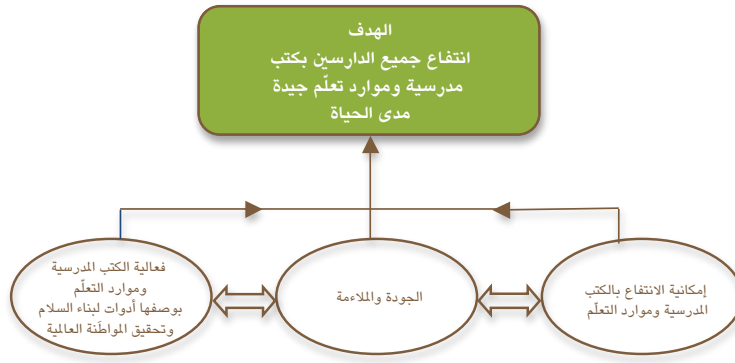 الهدف
انتفاع جميع الدارسين بكتب
مدرسية وموارد تعلّم جيدة
مدى الحياة
إمكانية الانتفاع بالكتب
المدرسية وموارد التعلّم
الجودة والملاءمة
فعالية الكتب المدرسية
وموارد التعلّم
بوصفها أدوات لبناء السلام
وتحقيق المواطَنة العالمية